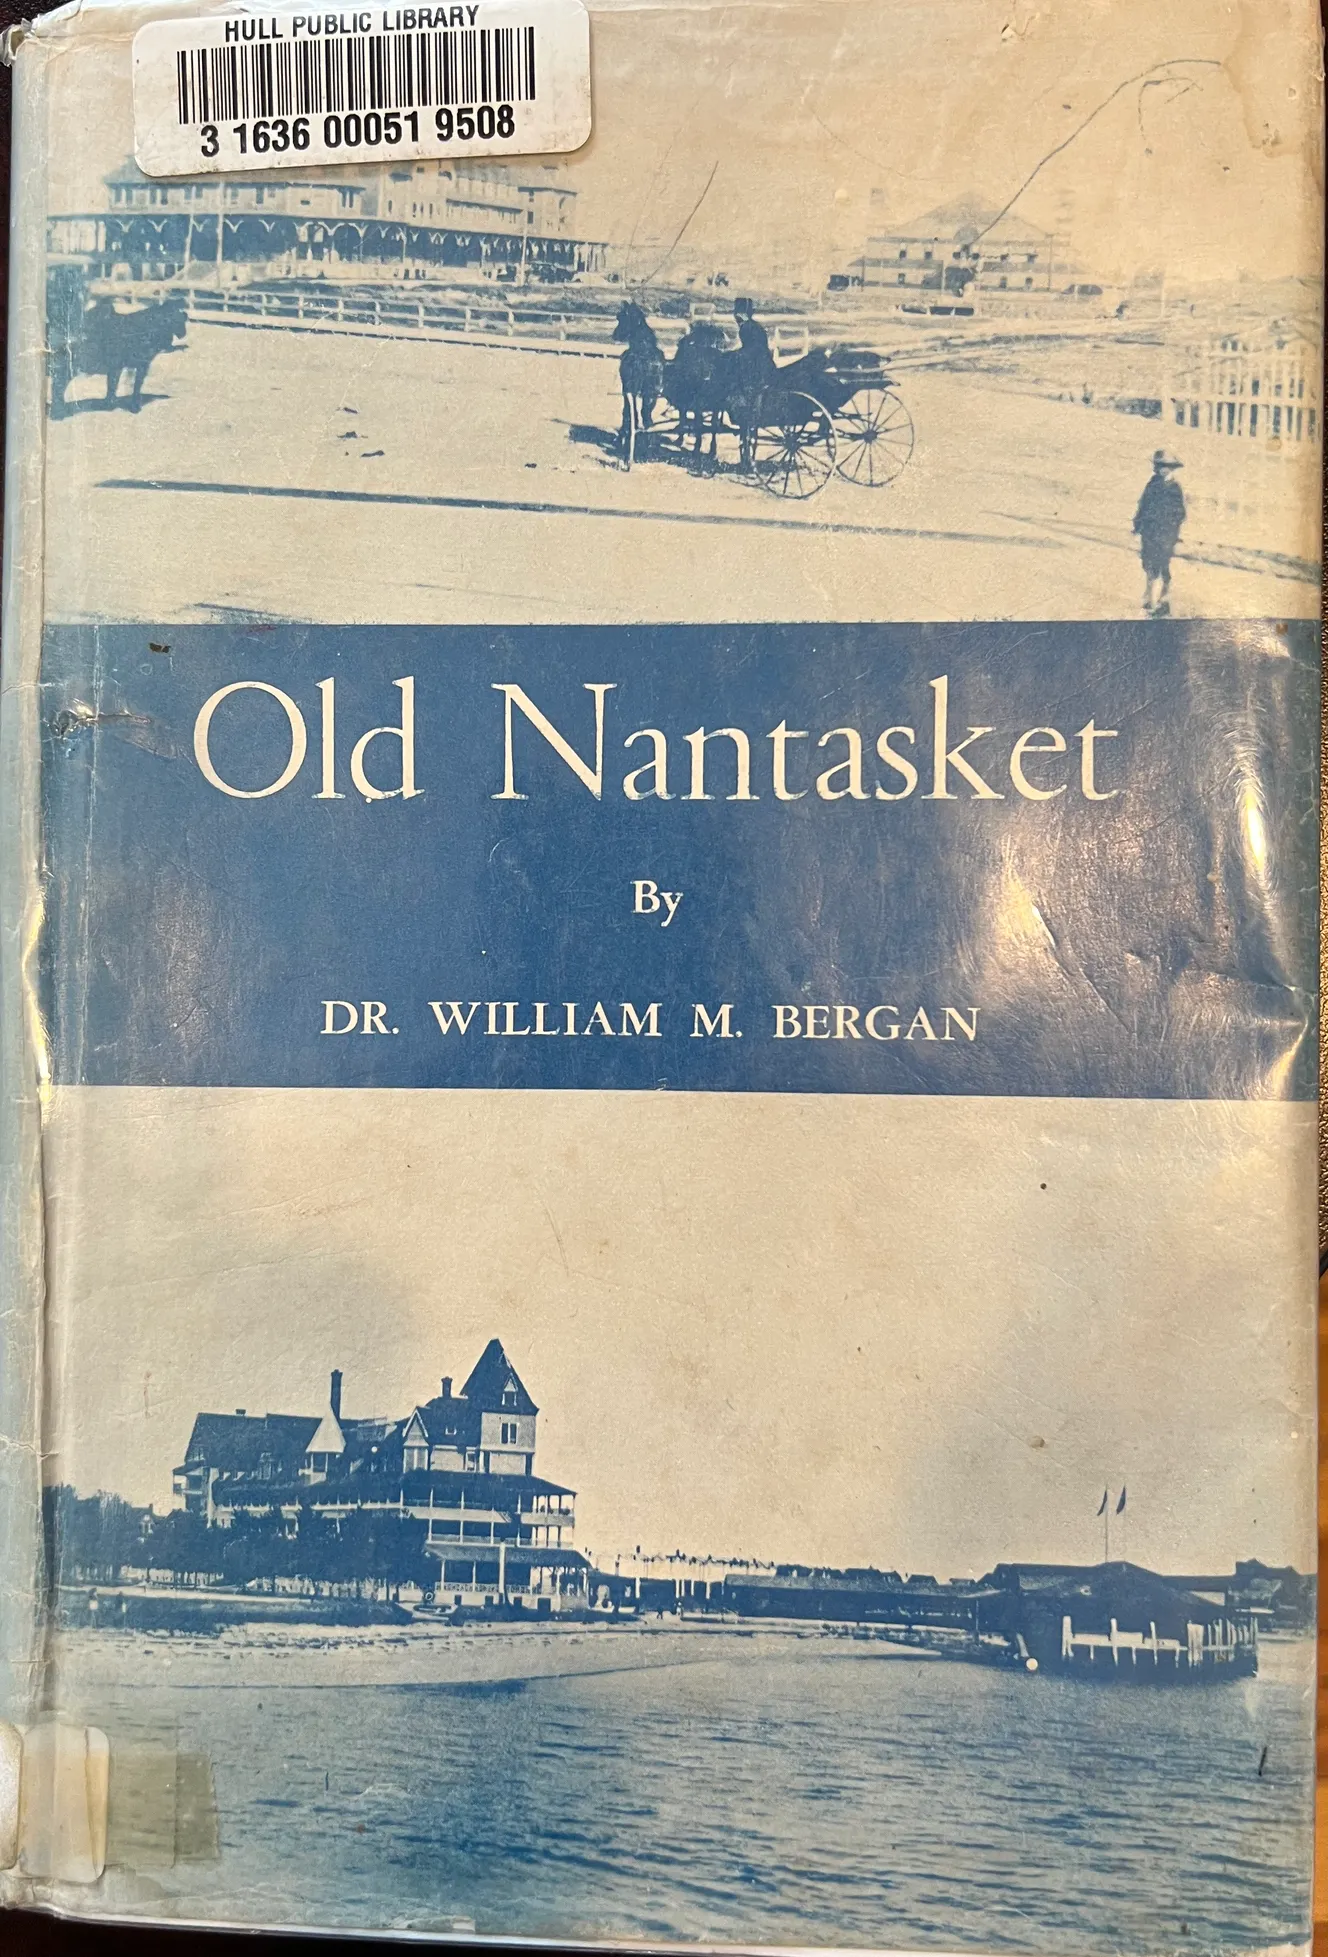 HULL PUBLIC LIBRARY
3 1636 00051 9508
Old Nantasket
By
DR. WILLIAM M. BERGAN